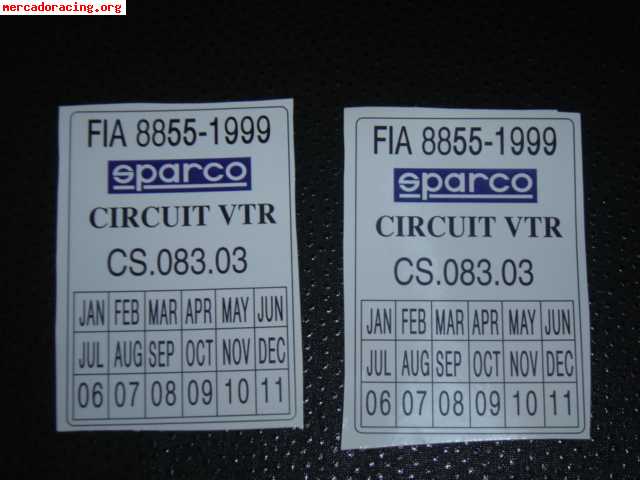 mercadoracing.org
FIA 8855-1999
sparco
CIRCUIT VTR
CS.083.03
JAN FEB MAR APR MAY JUN
JUL AUG SEP OCT NOV DEC
06 07 08 09 10 11
FIA 8855-1999
sparco
CIRCUIT VTR
CS.083.03
JAN FEB MAR APR MAY JUN
JUL AUG SEP OCT NOV DEC
06 07 08 09 10 11